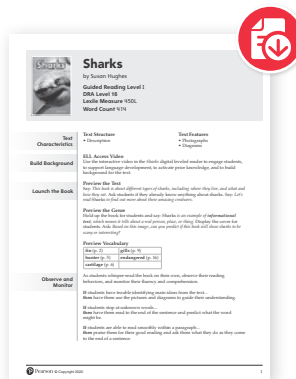 Sharks
Sharks
by Susan Hughes
Guided Reading Level I
DRA Level 16
Lexile Measure 450L
Word Count 414
Text Characteristics
Text Structure
• Description
Text Features
• Photographs
• Diagrams
Build Background
ELL Access Video
Use the interactive video in the Sharks digital leveled reader to engage students,
to support language development, to activate prior knowledge, and to build
background for the text.
Launch the Book
Preview the Text
Say: This book is about different types of sharks, including where they live, and what and
how they eat. Ask students if they already know anything about sharks. Say: Let's
read Sharks to find out more about these amazing creatures.
Preview the Genre
Hold up the book for students and say: Sharks is an example of informational
text, which means it tells about a real person, place, or thing. Display the cover for
students. Ask: Based on this image, can you predict if this book will show sharks to be
scary or interesting?
Preview Vocabulary
fin (p. 2) gills (p. 9)
hunter (p. 5) endangered (p. 16)
cartilage (p. 6)
Observe and Monitor
As students whisper-read the book on their own, observe their reading
behaviors, and monitor their fluency and comprehension.
If students have trouble identifying main ideas from the text...
then have them use the pictures and diagrams to guide their understanding.
If students stop at unknown words...
then have them read to the end of the sentence and predict what the word
might be.
If students are able to read smoothly within a paragraph...
then praise them for their good reading and ask them what they do as they come
to the end of a sentence.
Pearson © Copyright 2020
1